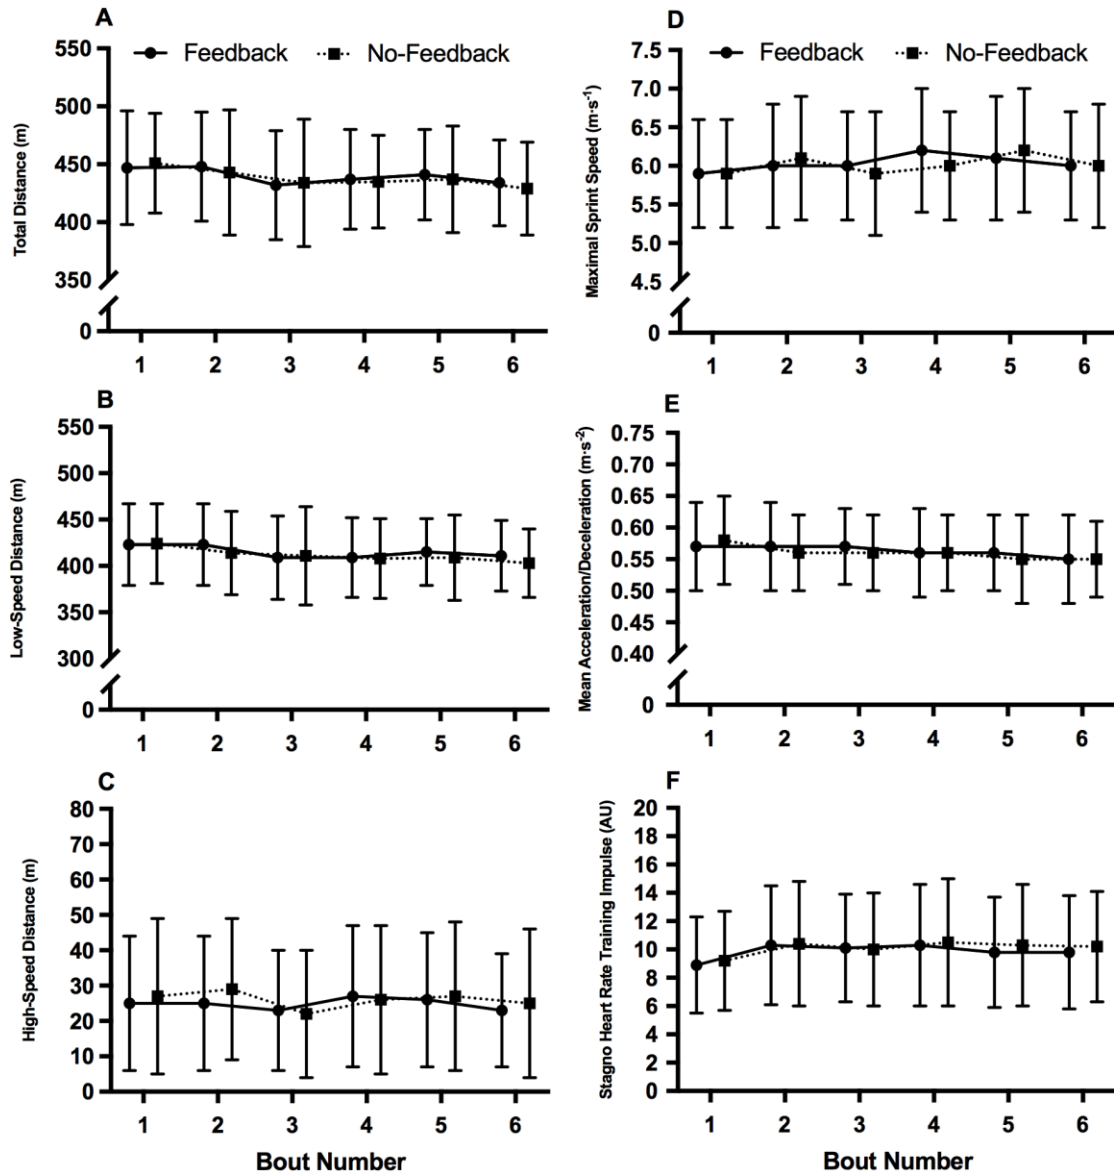 A
Feedback No-Feedback
Total Distance (m)
550
500
450
400
350
0
1 2 3 4 5 6
B
Low-Speed Distance (m)
550
500
450
400
350
300
0
1 2 3 4 5 6
C
High-Speed Distance (m)
80
70
60
50
40
30
20
10
0
1 2 3 4 5 6
Bout Number
D
Feedback No-Feedback
Maximal Sprint Speed (m·s⁻¹)
7.5
7.0
6.5
6.0
5.5
5.0
4.5
0
1 2 3 4 5 6
E
Mean Acceleration/Deceleration (m·s⁻²)
0.75
0.70
0.65
0.60
0.55
0.50
0.45
0.40
0
1 2 3 4 5 6
F
Stagno Heart Rate Training Impulse (AU)
20
18
16
14
12
10
8
6
4
2
0
1 2 3 4 5 6
Bout Number